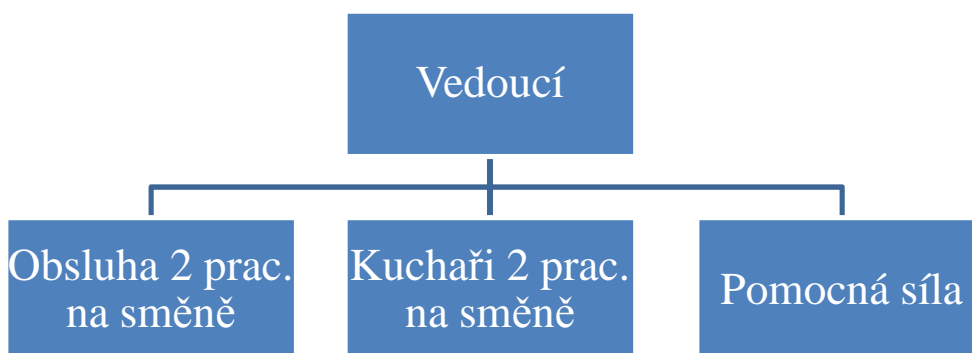 Vedoucí
Obsluha 2 prac.
na směně
Kuchaři 2 prac.
na směně
Pomocná síla